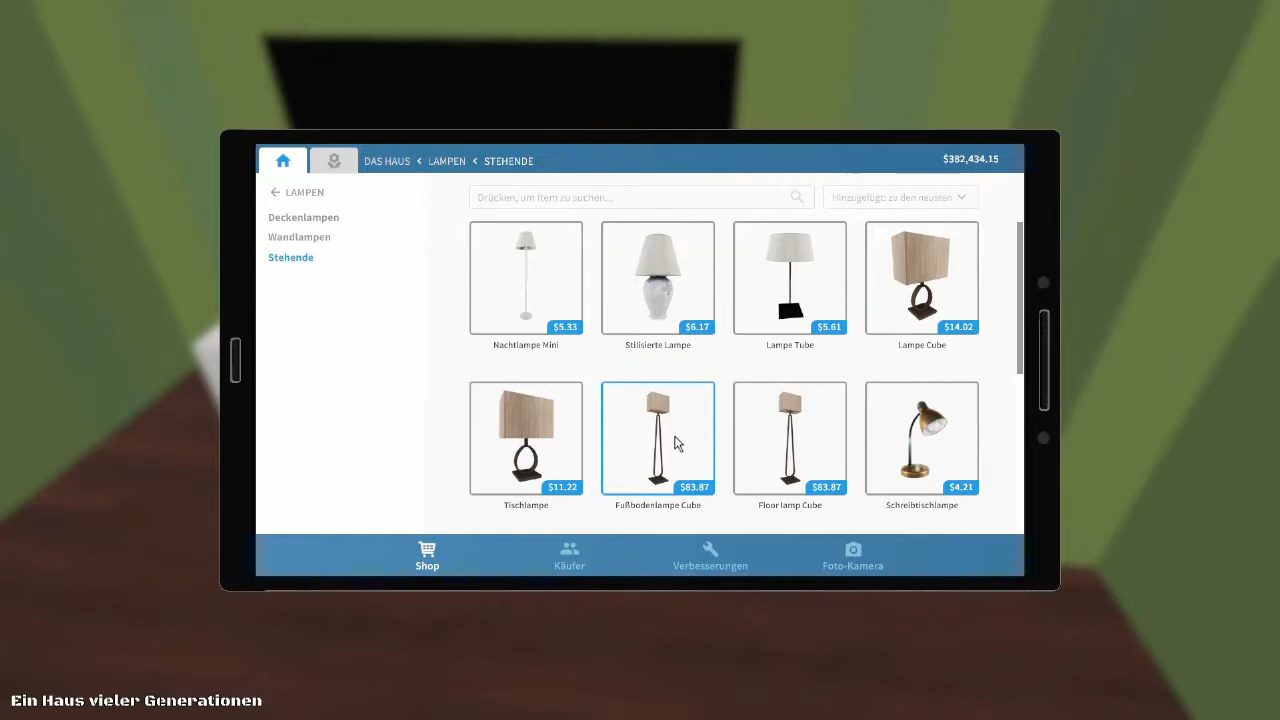 DAS HAUS < LAMPEN < STEHENDE
$382,434.15
LAMPEN
Deckenlampen
Wandlampen
Stehende
Drücken, um Item zu suchen...
Hinzugefügt: zu den neusten
$5.33
$6.17
$5.61
$14.02
Nachtlampe Mini
Stilisierte Lampe
Lampe Tube
Lampe Cube
$11.22
$83.87
$83.87
$4.21
Tischlampe
Fußbodenlampe Cube
Floor lamp Cube
Schreibtischlampe
Shop
Käufer
Verbesserungen
Foto-Kamera
Ein Haus vieler Generationen